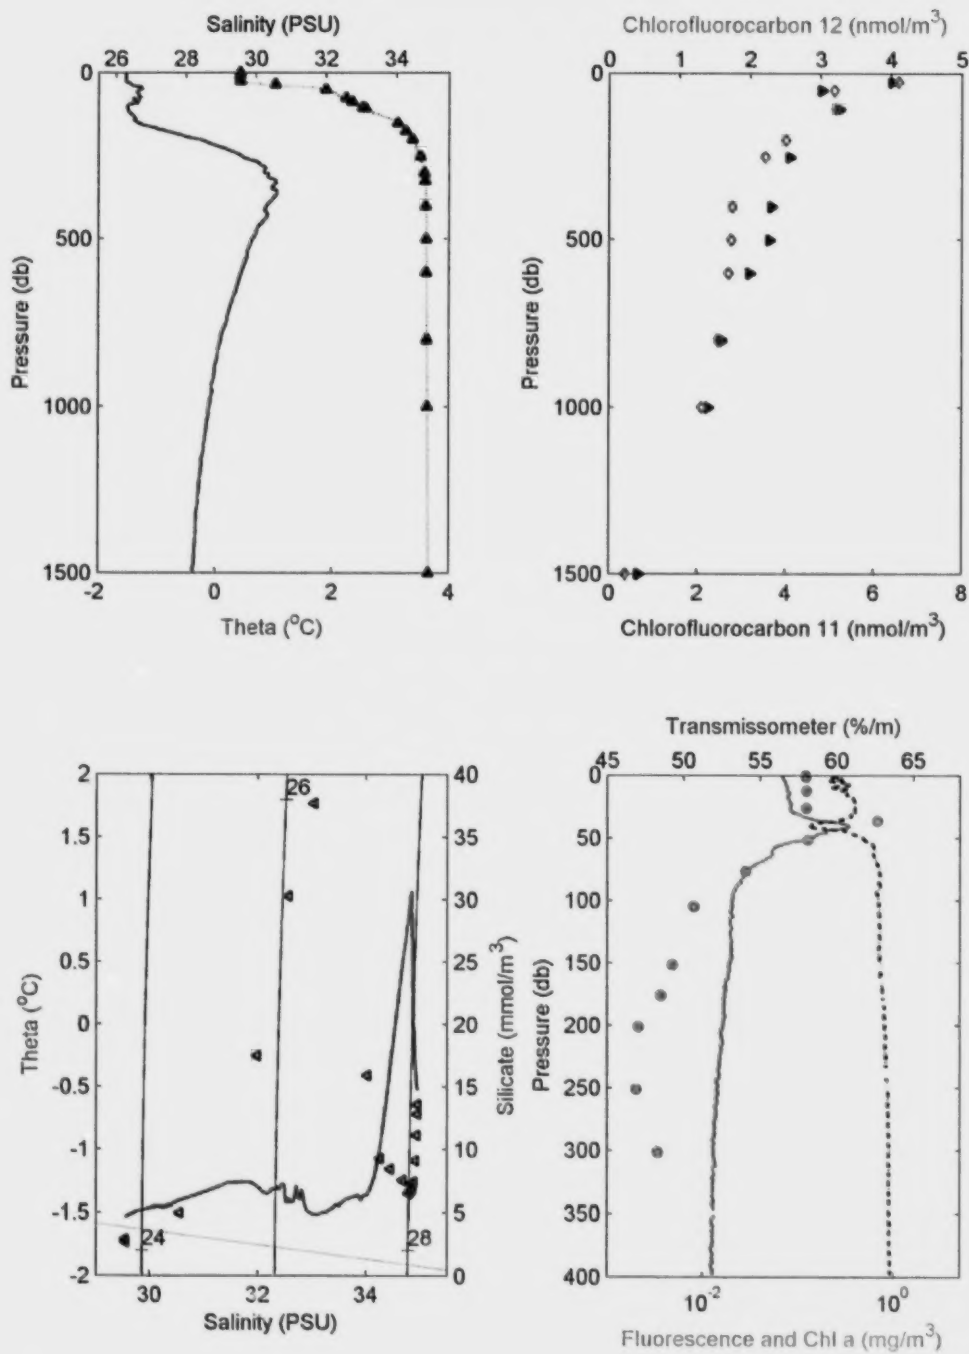 Salinity (PSU)
26 28 30 32 34
0
500
1000
1500
Pressure (db)
-2 0 2 4
Theta (°C)
Chlorofluorocarbon 12 (nmol/m³)
0 1 2 3 4 5
0
500
1000
1500
Pressure (db)
0 2 4 6 8
Chlorofluorocarbon 11 (nmol/m³)
2
1.5
1
0.5
0
-0.5
-1
-1.5
-2
Theta (°C)
26
24
28
40
35
30
25
20
15
10
5
0
Silicate (mmol/m³)
30 32 34
Salinity (PSU)
Transmissometer (%/m)
45 50 55 60 65
0
50
100
150
200
250
300
350
400
Pressure (db)
10⁻² 10⁰
Fluorescence and Chl a (mg/m³)